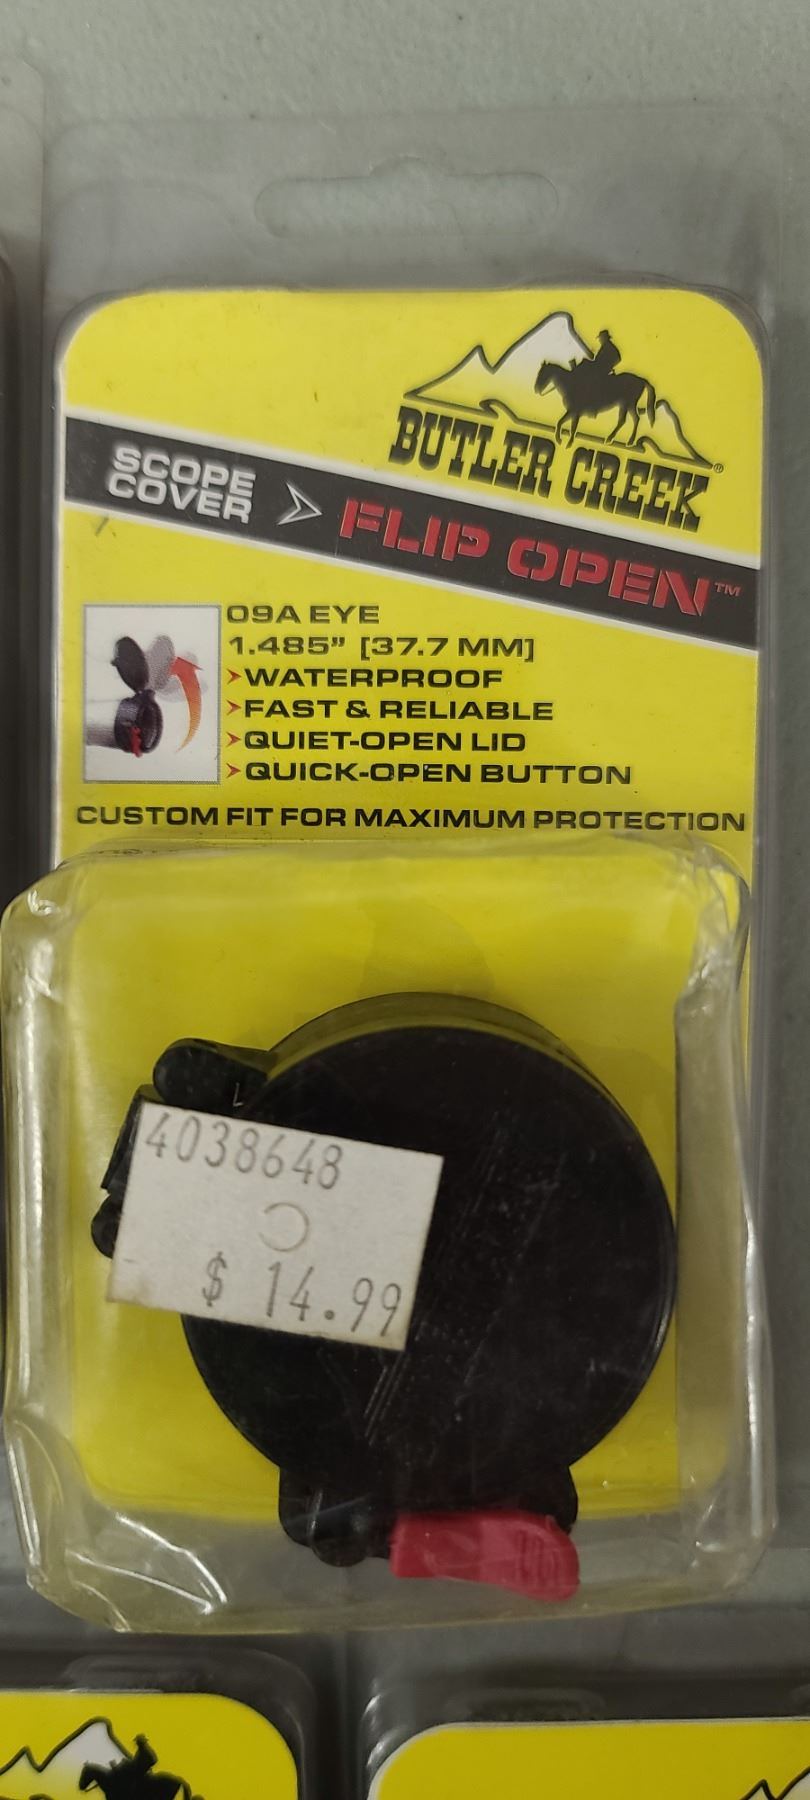 BUTLER CREEK®
SCOPE
COVER
FLIP OPEN™
09A EYE
1.485" [37.7 MM]
WATERPROOF
FAST & RELIABLE
QUIET-OPEN LID
QUICK-OPEN BUTTON
CUSTOM FIT FOR MAXIMUM PROTECTION
4038648
$ 14.99